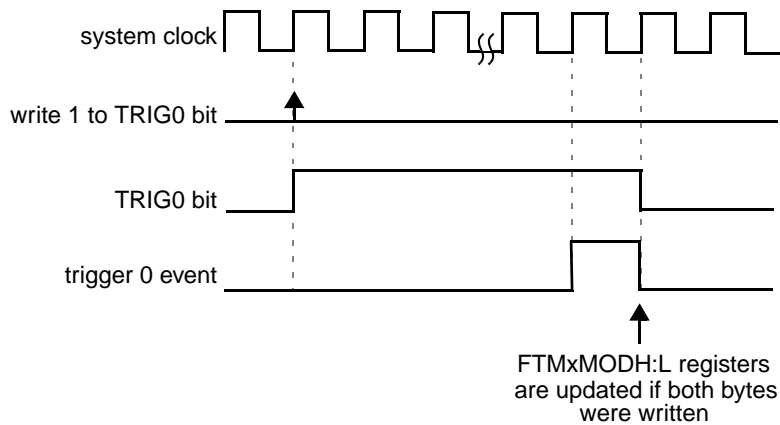 system clock
write 1 to TRIG0 bit
TRIG0 bit
trigger 0 event
FTMxMODH:L registers
are updated if both bytes
were written